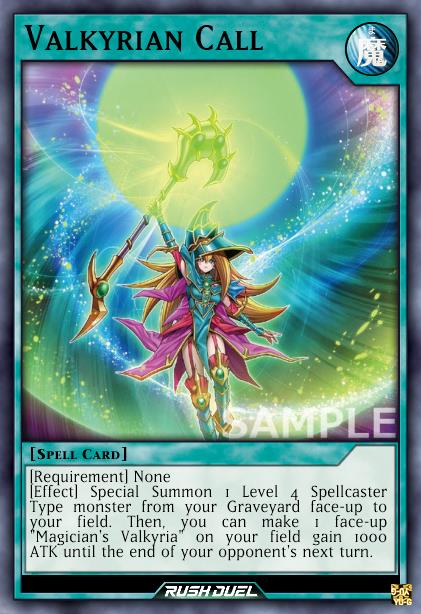 Valkyrian Call
ま
魔
SAMPLE
[Spell Card]
[Requirement] None
[Effect] Special Summon 1 Level 4 Spellcaster
Type monster from your Graveyard face-up to
your field. Then, you can make 1 face-up
"Magician's Valkyria" on your field gain 1000
ATK until the end of your opponent's next turn.
RUSH DUEL